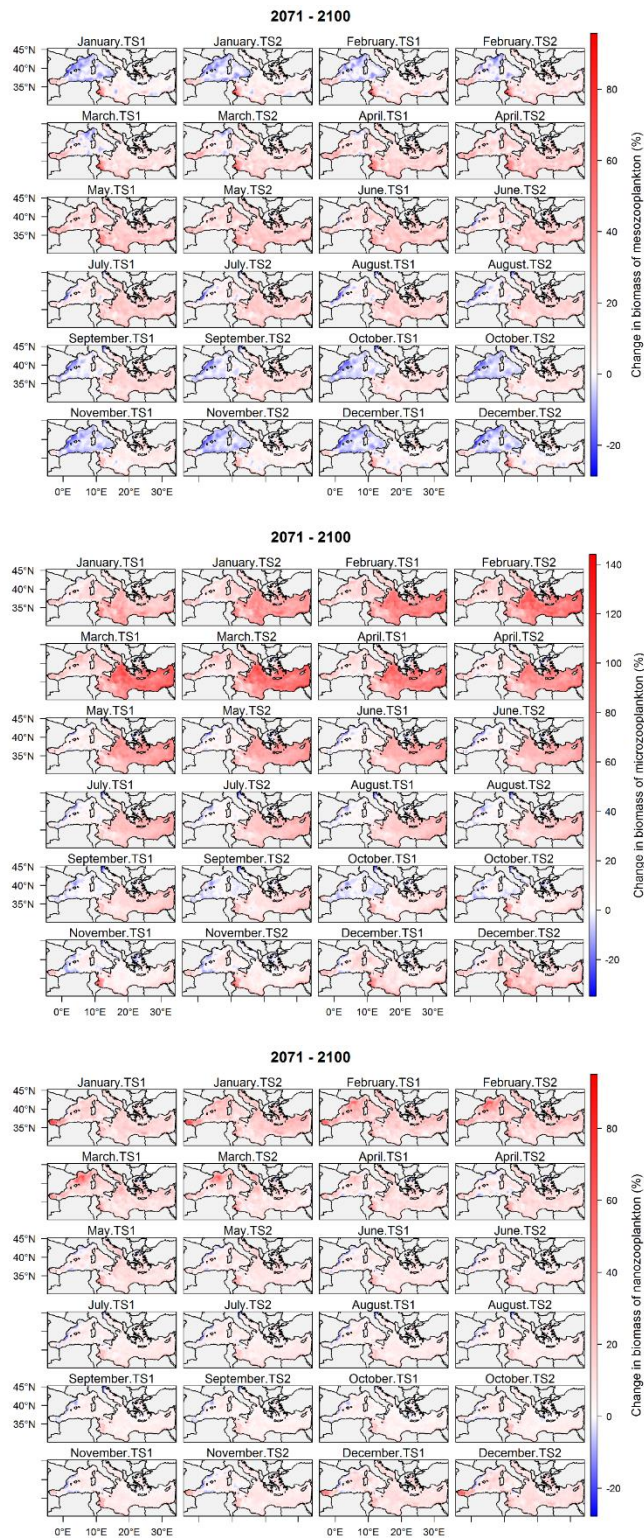 2071 - 2100
January.TS1 January.TS2 February.TS1 February.TS2
45°N
40°N
35°N
March.TS1 March.TS2 April.TS1 April.TS2
May.TS1 May.TS2 June.TS1 June.TS2
45°N
40°N
35°N
July.TS1 July.TS2 August.TS1 August.TS2
September.TS1 September.TS2 October.TS1 October.TS2
45°N
40°N
35°N
November.TS1 November.TS2 December.TS1 December.TS2
0°E 10°E 20°E 30°E 0°E 10°E 20°E 30°E
80
60
40
20
0
-20
Change in biomass of mesozooplankton (%)
2071 - 2100
January.TS1 January.TS2 February.TS1 February.TS2
45°N
40°N
35°N
March.TS1 March.TS2 April.TS1 April.TS2
May.TS1 May.TS2 June.TS1 June.TS2
45°N
40°N
35°N
July.TS1 July.TS2 August.TS1 August.TS2
September.TS1 September.TS2 October.TS1 October.TS2
45°N
40°N
35°N
November.TS1 November.TS2 December.TS1 December.TS2
0°E 10°E 20°E 30°E 0°E 10°E 20°E 30°E
140
120
100
80
60
40
20
0
-20
Change in biomass of microzooplankton (%)
2071 - 2100
January.TS1 January.TS2 February.TS1 February.TS2
45°N
40°N
35°N
March.TS1 March.TS2 April.TS1 April.TS2
May.TS1 May.TS2 June.TS1 June.TS2
45°N
40°N
35°N
July.TS1 July.TS2 August.TS1 August.TS2
September.TS1 September.TS2 October.TS1 October.TS2
45°N
40°N
35°N
November.TS1 November.TS2 December.TS1 December.TS2
0°E 10°E 20°E 30°E 0°E 10°E 20°E 30°E
80
60
40
20
0
-20
Change in biomass of nanozooplankton (%)